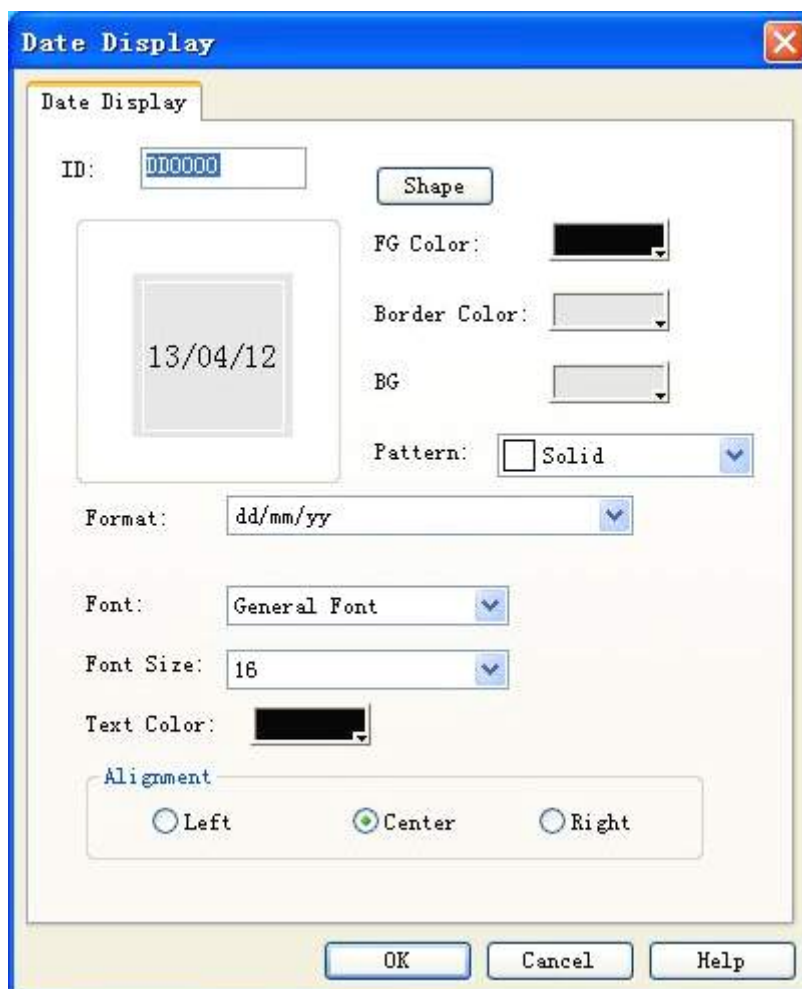 Date Display
Date Display
ID: DD0000
Shape
13/04/12
FG Color:
Border Color:
BG
Pattern: Solid
Format: dd/mm/yy
Font: General Font
Font Size: 16
Text Color:
Alignment
Left Center Right
OK Cancel Help